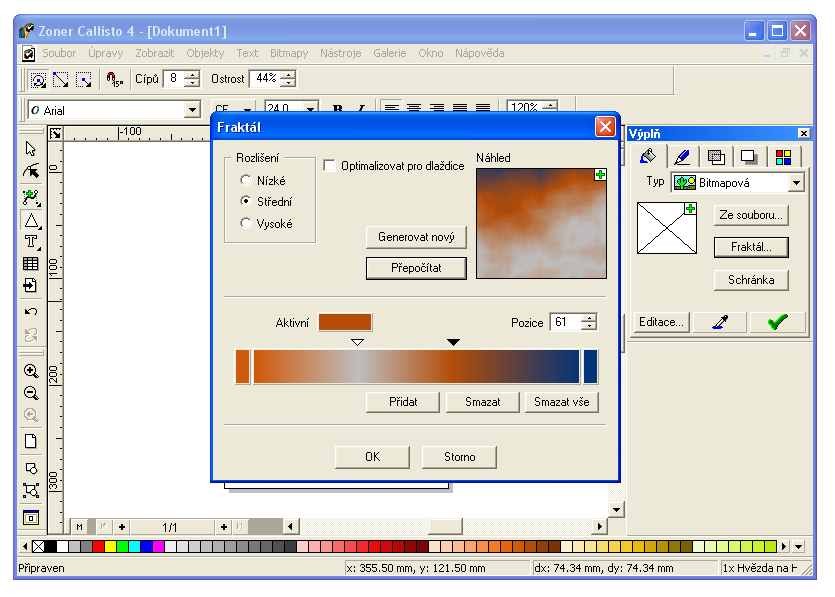 Zoner Callisto 4 - [Dokument1]
Soubor Úpravy Zobrazit Objekty Text Bitmapy Nástroje Galerie Okno Nápověda
15° Cípů 8 Ostrost 44%
O Arial CE 24.0 B I 120%
-100
Fraktál
Výplň
Rozlišení
Nízké
Střední
Vysoké
Optimalizovat pro dlaždice
Náhled
Generovat nový
Přepočítat
Aktivní
Pozice 61
Přidat Smazat Smazat vše
OK Storno
Typ Bitmapová
Ze souboru...
Fraktál...
Schránka
Editace...
0
100
200
300
1/1
Připraven x: 355.50 mm, y: 121.50 mm dx: 74.34 mm, dy: 74.34 mm 1x Hvězda na H